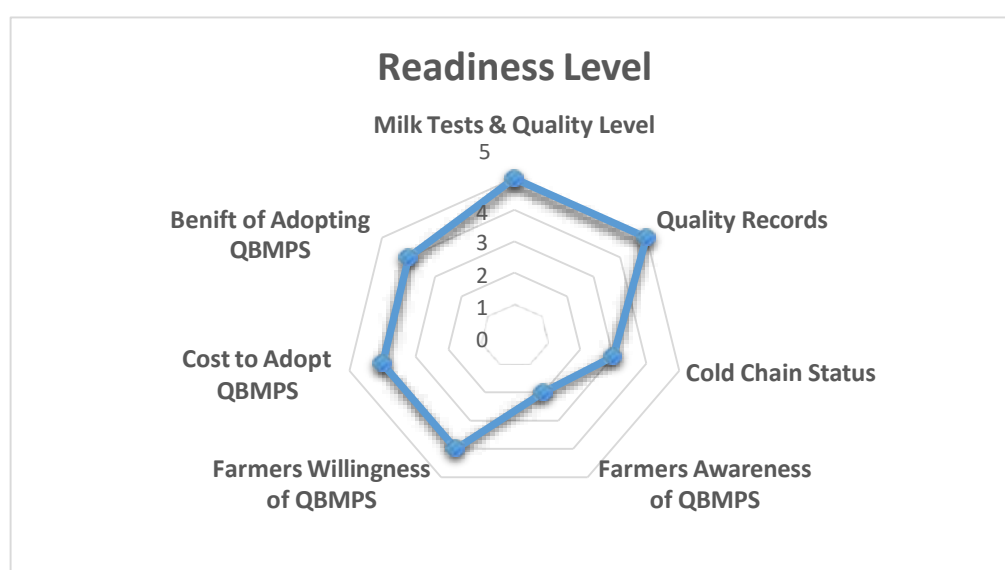 Readiness Level
Milk Tests & Quality Level
5
4
3
2
1
0
Quality Records
Cold Chain Status
Farmers Awareness
of QBMPS
Farmers Willingness
of QBMPS
Cost to Adopt
QBMPS
Benift of Adopting
QBMPS